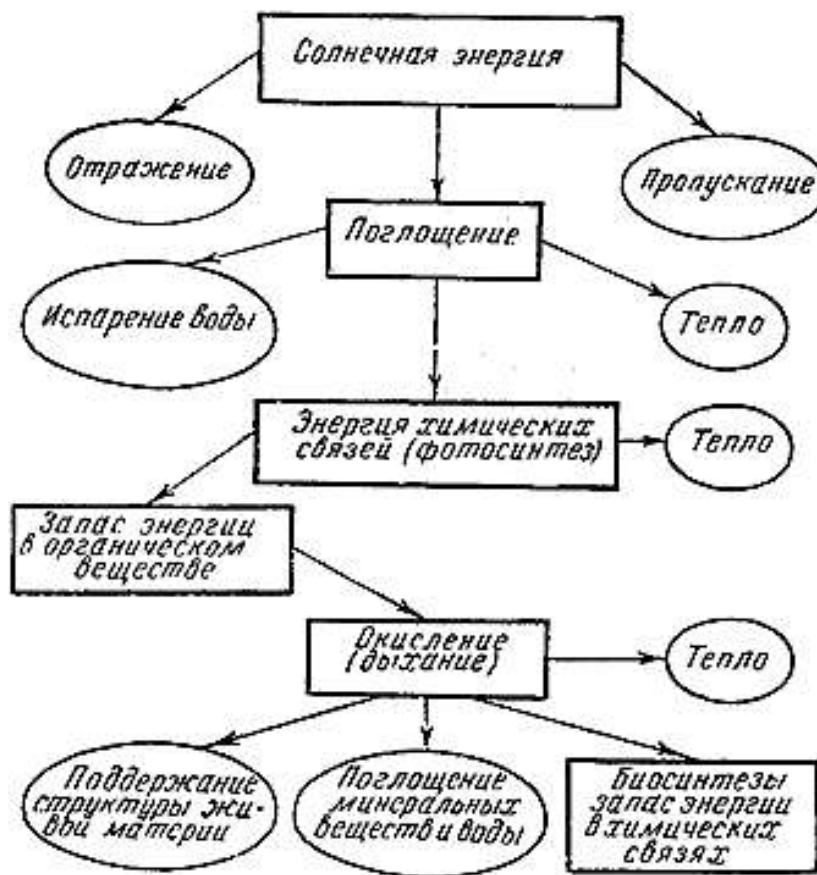 Солнечная энергия
Отражение
Пропускание
Поглощение
Испарение воды
Тепло
Энергия химических
связей (фотосинтез)
Тепло
Запас энергии
в органическом
веществе
Окисление
(дыхание)
Тепло
Поддержание
структуры жи-
вой материи
Поглощение
минеральных
веществ и воды
Биосинтезы
запас энергии
в химических
связях